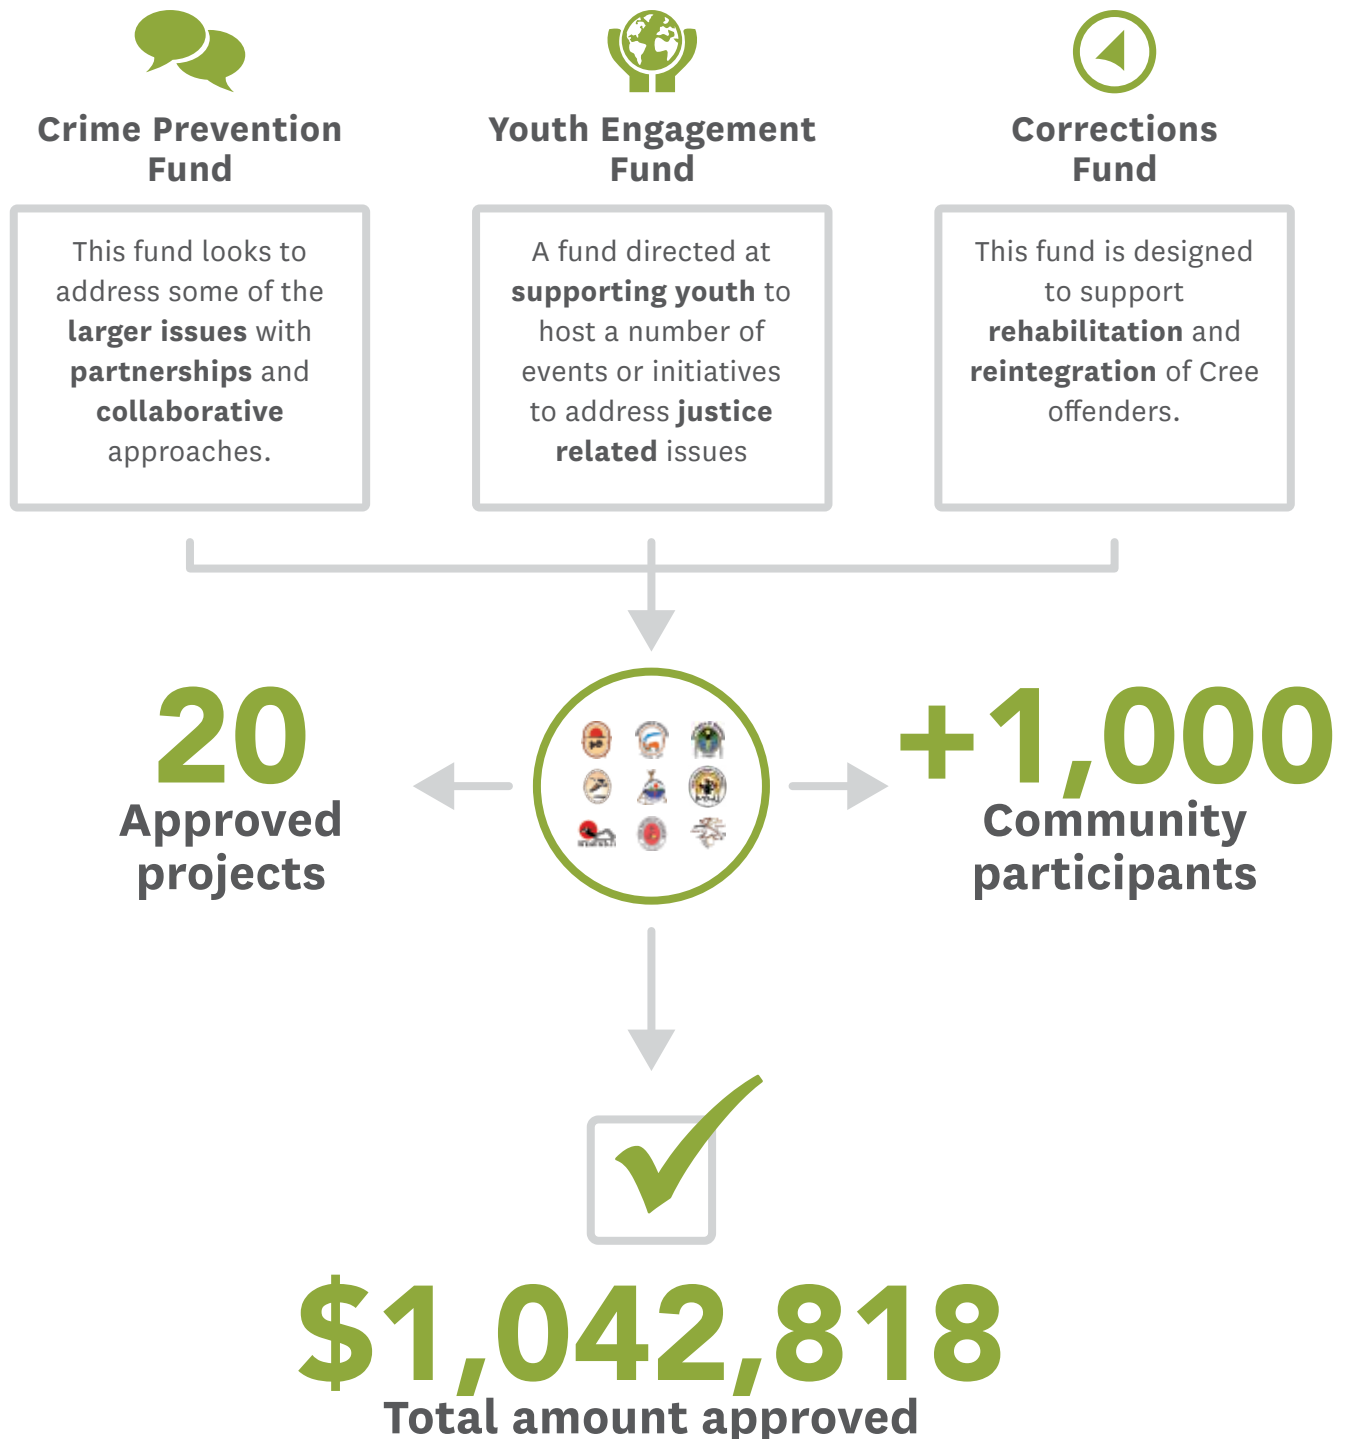 Crime Prevention
Fund
This fund looks to
address some of the
larger issues with
partnerships and
collaborative
approaches.
Youth Engagement
Fund
A fund directed at
supporting youth to
host a number of
events or initiatives
to address justice
related issues
Corrections
Fund
This fund is designed
to support
rehabilitation and
reintegration of Cree
offenders.
20
Approved
projects
+1,000
Community
participants
$1,042,818
Total amount approved